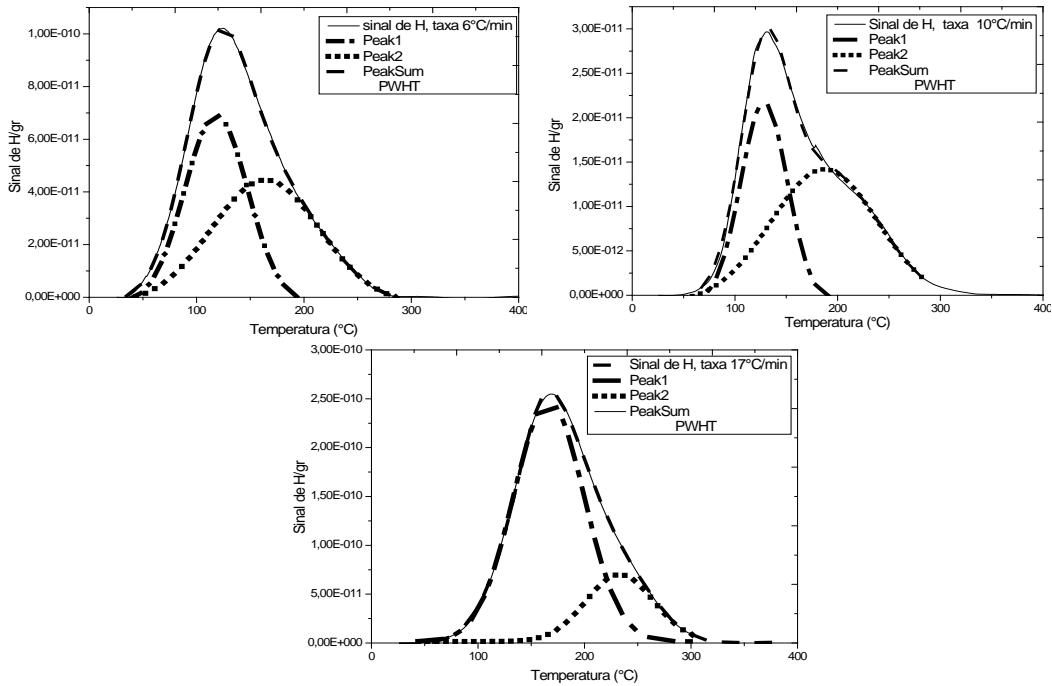 sinal de H, taxa 6°C/min
Peak1
Peak2
PeakSum
PWHT
1,00E-010
8,00E-011
6,00E-011
4,00E-011
2,00E-011
0,00E+000
Sinal de H/gr
0 100 200 300 400
Temperatura (°C)
Sinal de H, taxa 10°C/min
Peak1
Peak2
PeakSum
PWHT
3,00E-011
2,50E-011
2,00E-011
1,50E-011
1,00E-011
5,00E-012
0,00E+000
Sinal de H/gr
0 100 200 300 400
Temperatura (°C)
Sinal de H, taxa 17°C/min
Peak1
Peak2
PeakSum
PWHT
3,00E-010
2,50E-010
2,00E-010
1,50E-010
1,00E-010
5,00E-011
0,00E+000
Sinal de H/gr
0 100 200 300 400
Temperatura (°C)